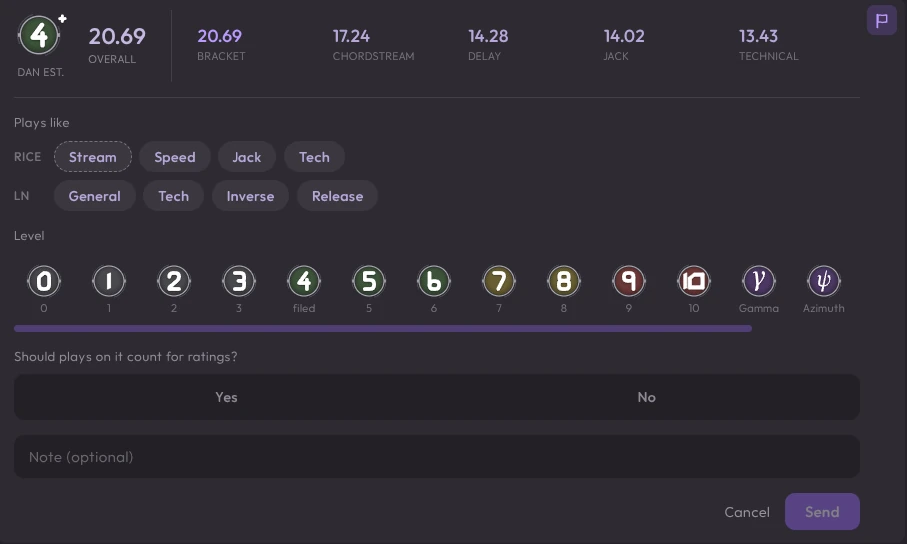 4+ 20.69 20.69 17.24 14.28 14.02 13.43
DAN EST. OVERALL BRACKET CHORDSTREAM DELAY JACK TECHNICAL
Plays like
RICE Stream Speed Jack Tech
LN General Tech Inverse Release
Level
0 1 2 3 4 5 6 7 8 9 10 γ ψ
0 1 2 3 filed 5 6 7 8 9 10 Gamma Azimuth
Should plays on it count for ratings?
Yes No
Note (optional)
Cancel Send